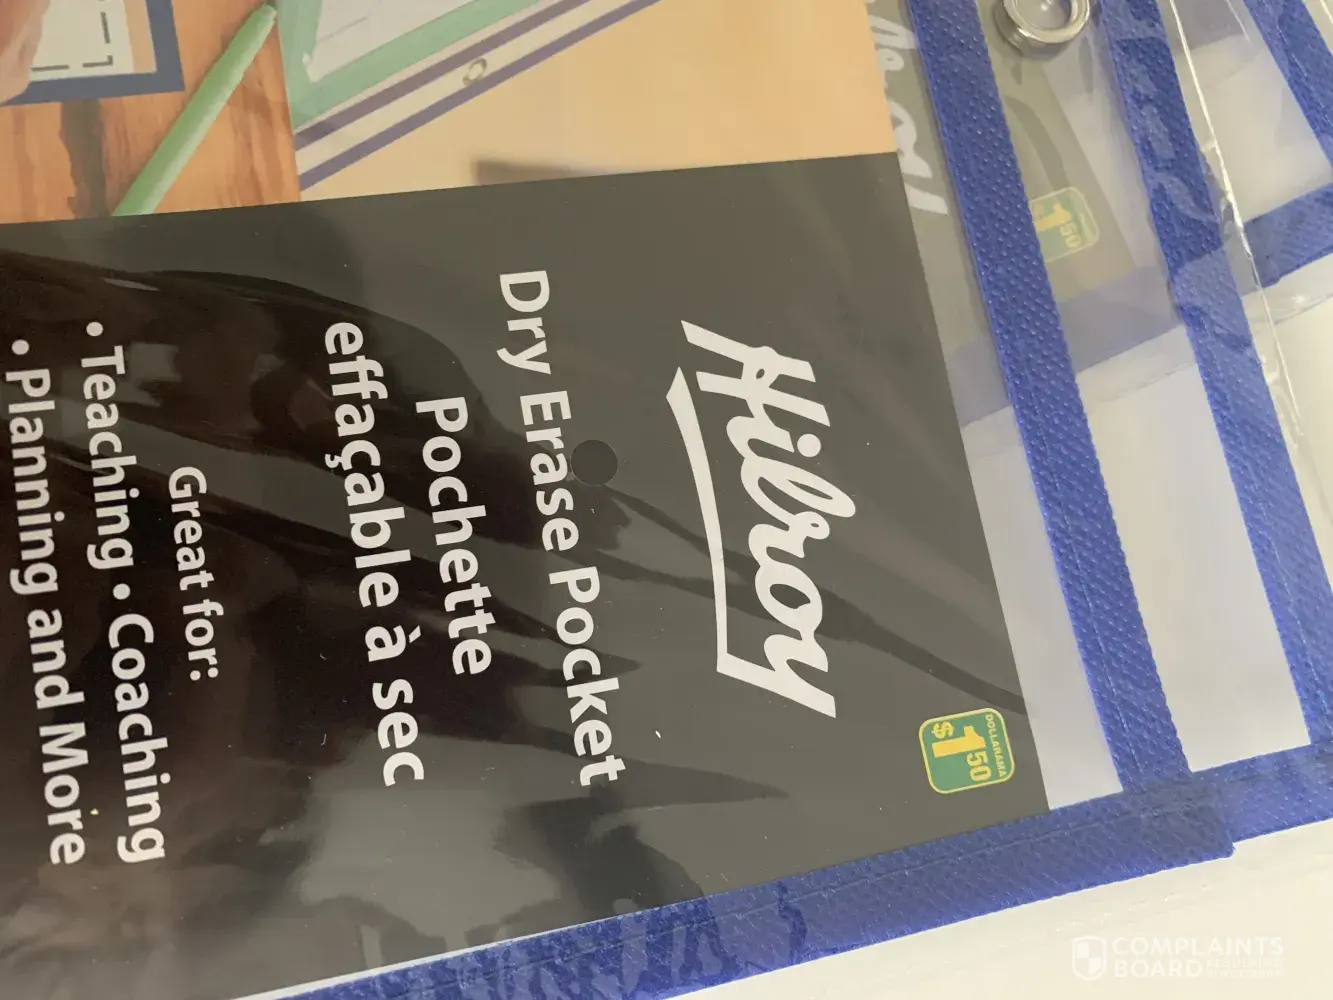 Hilroy
DOLLARAMA
$1.50
Dry Erase Pocket
Pochette
effaçable à sec
Great for:
• Teaching • Coaching
• Planning and More
$1.50
COMPLAINTS
BOARD